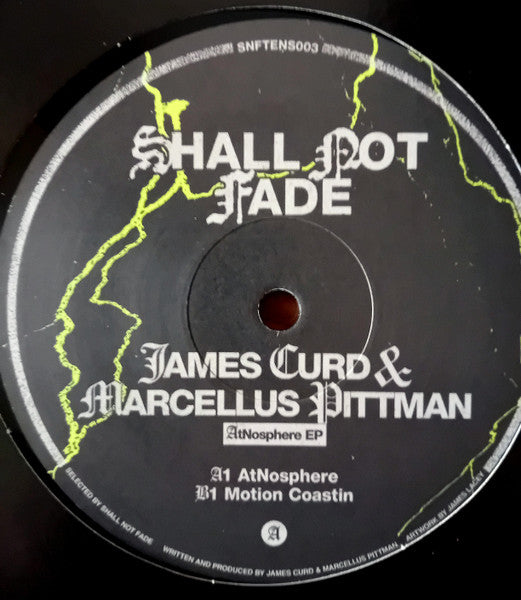 SNFTENS003
SHALL NOT
FADE
JAMES CURD &
MARCELLUS PITTMAN
AtNosphere EP
A1 AtNosphere
B1 Motion Coastin
A
SELECTED BY SHALL NOT FADE
WRITTEN AND PRODUCED BY JAMES CURD & MARCELLUS PITTMAN.
ARTWORK BY JAMES LACEY